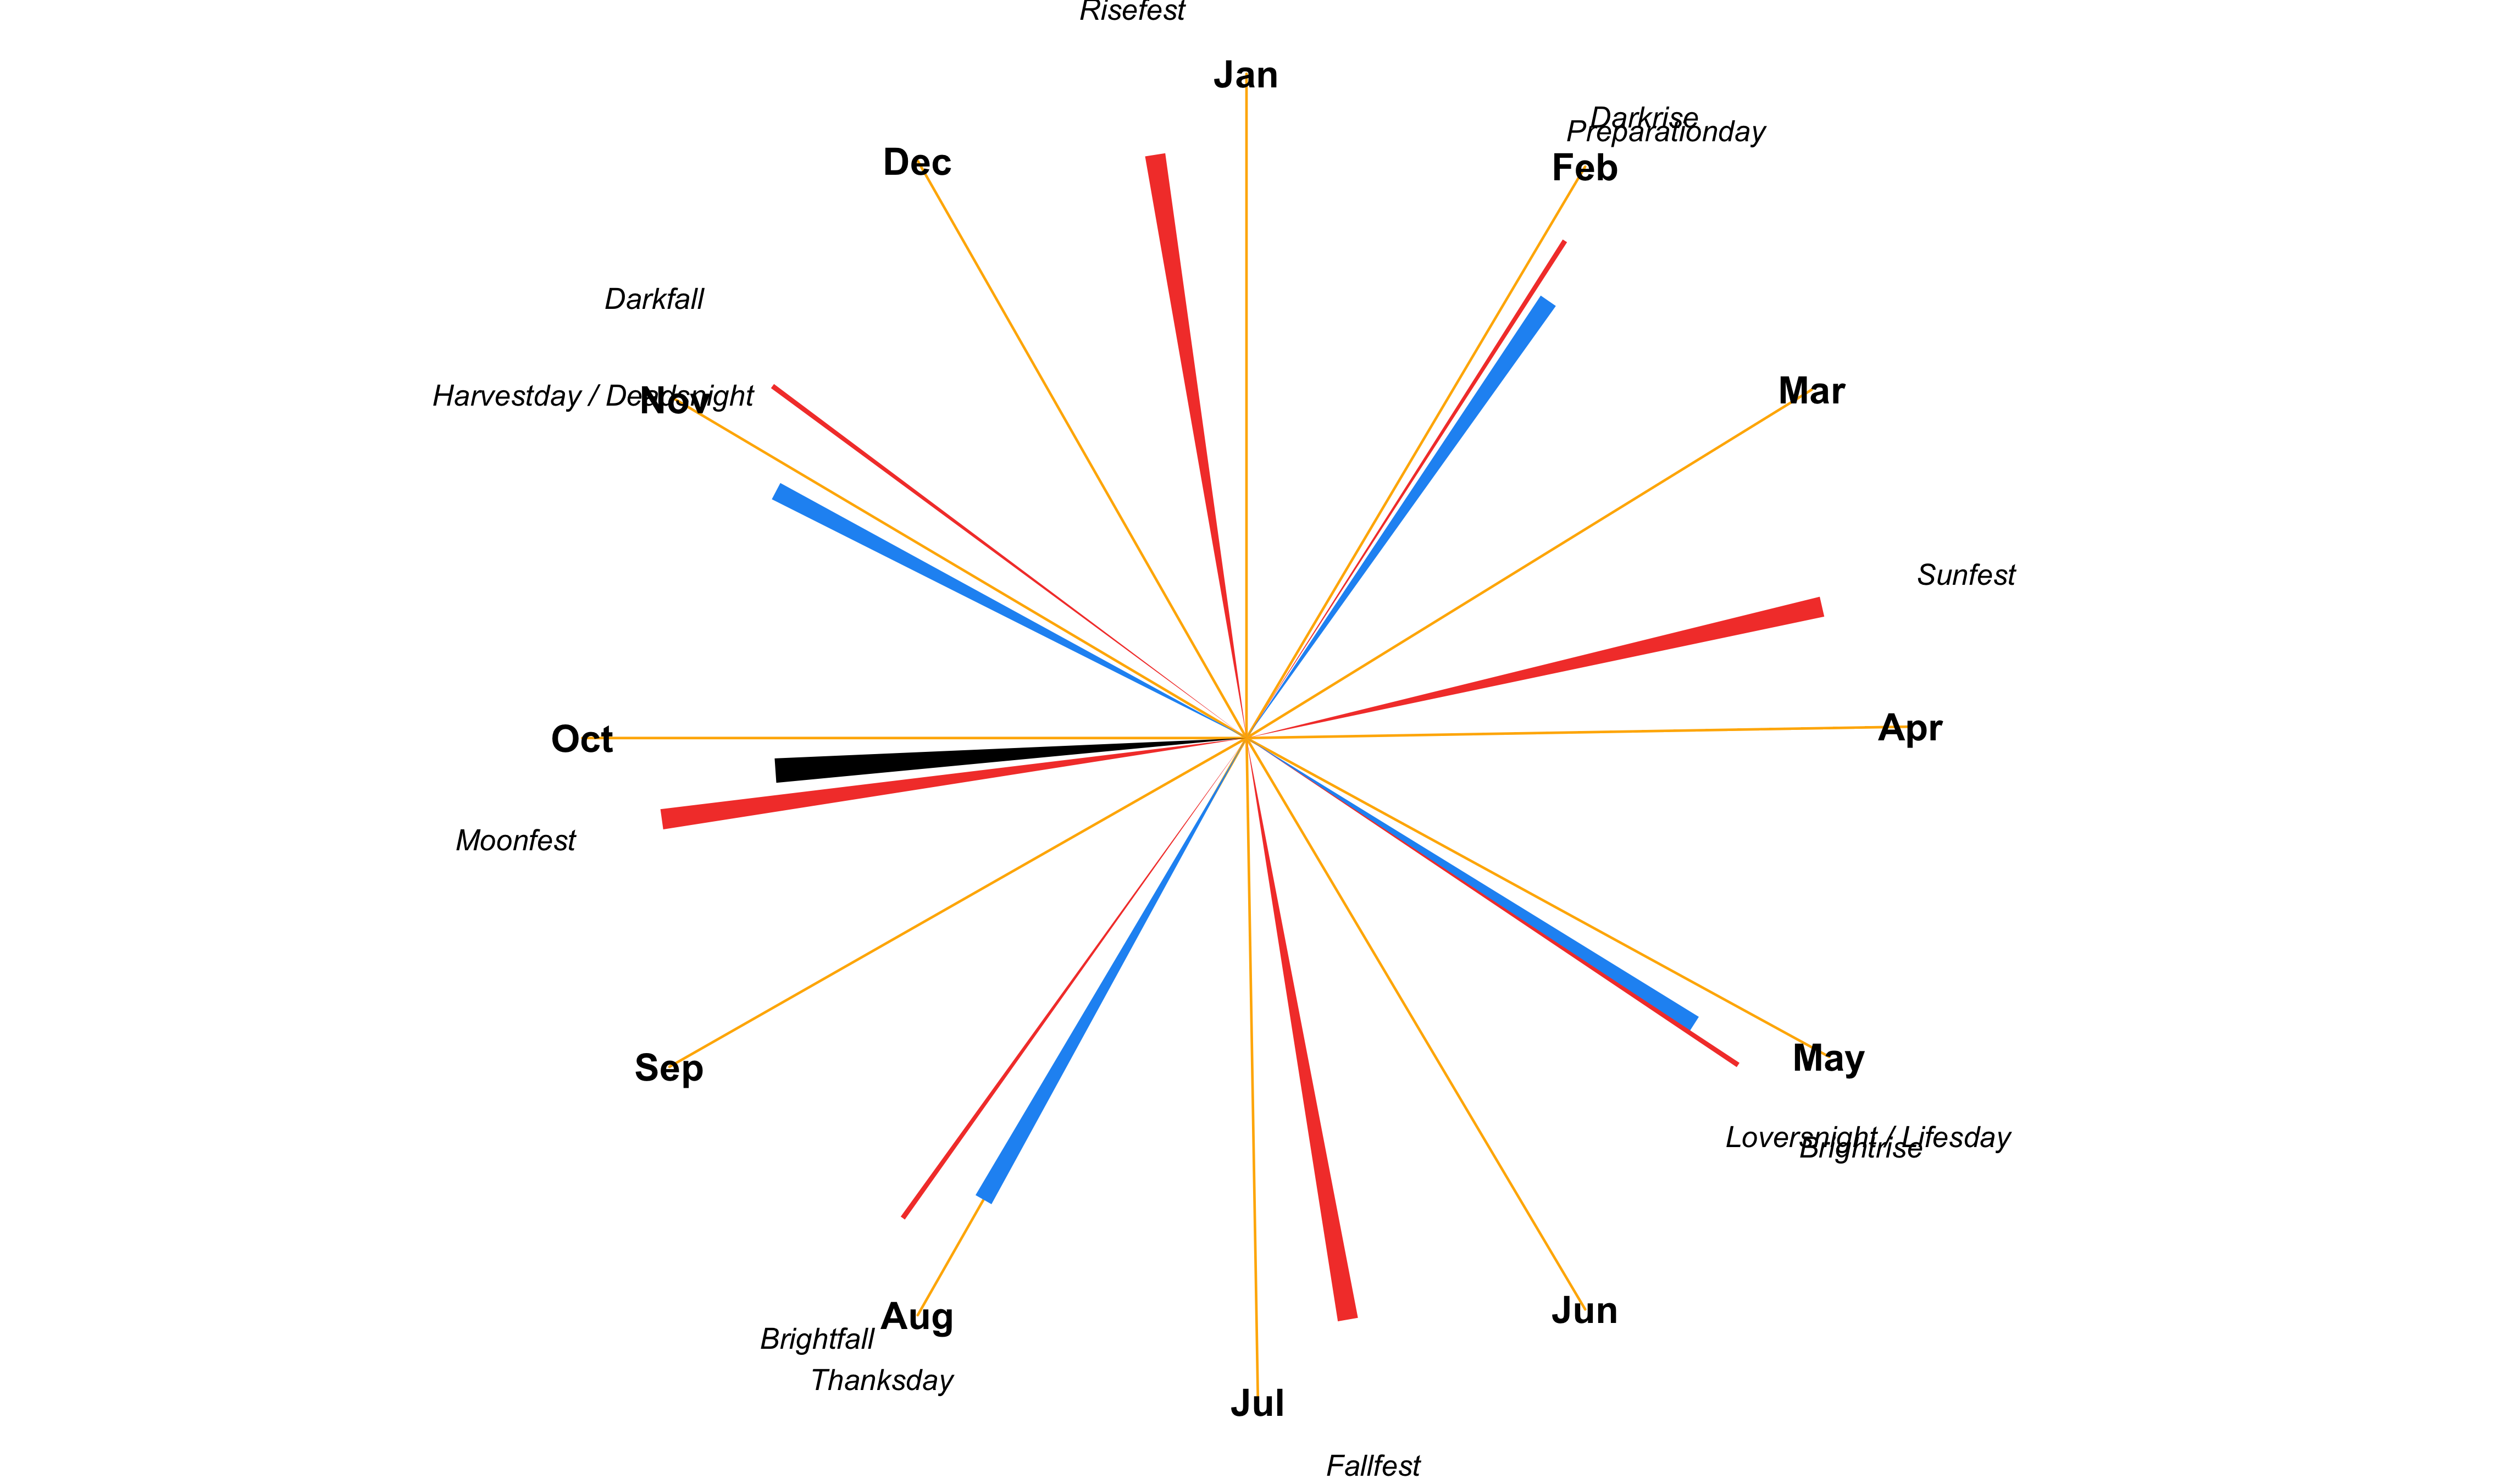 Risefest
Jan
Darkrise
Preparationday
Feb
Dec
Darkfall
Harvestday / Deadsnight
Nov
Mar
Sunfest
Apr
Oct
Moonfest
May
Loversnight / Lifesday
Brightrise
Sep
Jun
Aug
Brightfall
Thanksday
Jul
Fallfest